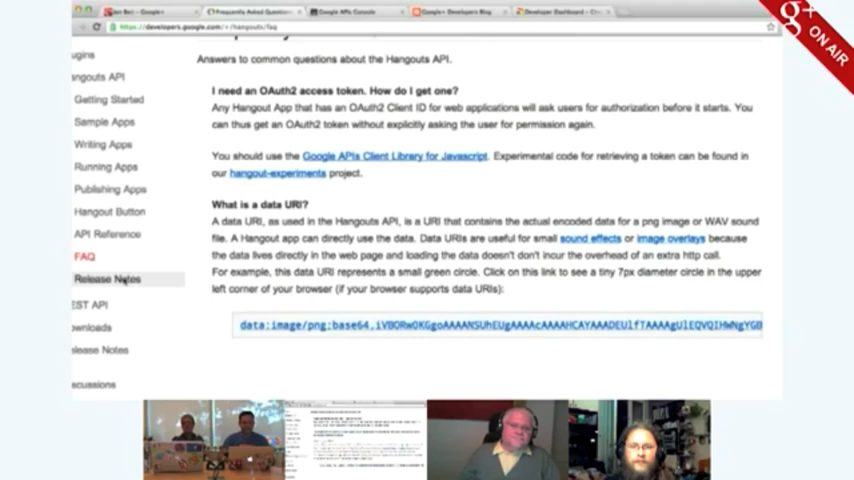 Jon Bei - Google+
Frequently Asked Questions
Google APIs Console
Google+ Developers Blog
Developer Dashboard - C
https://developers.google.com/+/hangouts/faq
g+
ON AIR
ugins
angouts API
Getting Started
Sample Apps
Writing Apps
Running Apps
Publishing Apps
Hangout Button
API Reference
FAQ
Release Notes
EST API
ownloads
elease Notes
scussions
Answers to common questions about the Hangouts API.
I need an OAuth2 access token. How do I get one?
Any Hangout App that has an OAuth2 Client ID for web applications will ask users for authorization before it starts. You
can thus get an OAuth2 token without explicitly asking the user for permission again.
You should use the Google APIs Client Library for Javascript. Experimental code for retrieving a token can be found in
our hangout-experiments project.
What is a data URI?
A data URI, as used in the Hangouts API, is a URI that contains the actual encoded data for a png image or WAV sound
file. A Hangout app can directly use the data. Data URIs are useful for small sound effects or image overlays because
the data lives directly in the web page and loading the data doesn't don't incur the overhead of an extra http call.
For example, this data URI represents a small green circle. Click on this link to see a tiny 7px diameter circle in the upper
left corner of your browser (if your browser supports data URIs):
data:image/png;base64,iVBORw0KGgoAAAANSUhEUgAAAAcAAAAHCAYAAADEUlfTAAAAgUlEQVQIHWNgYGB